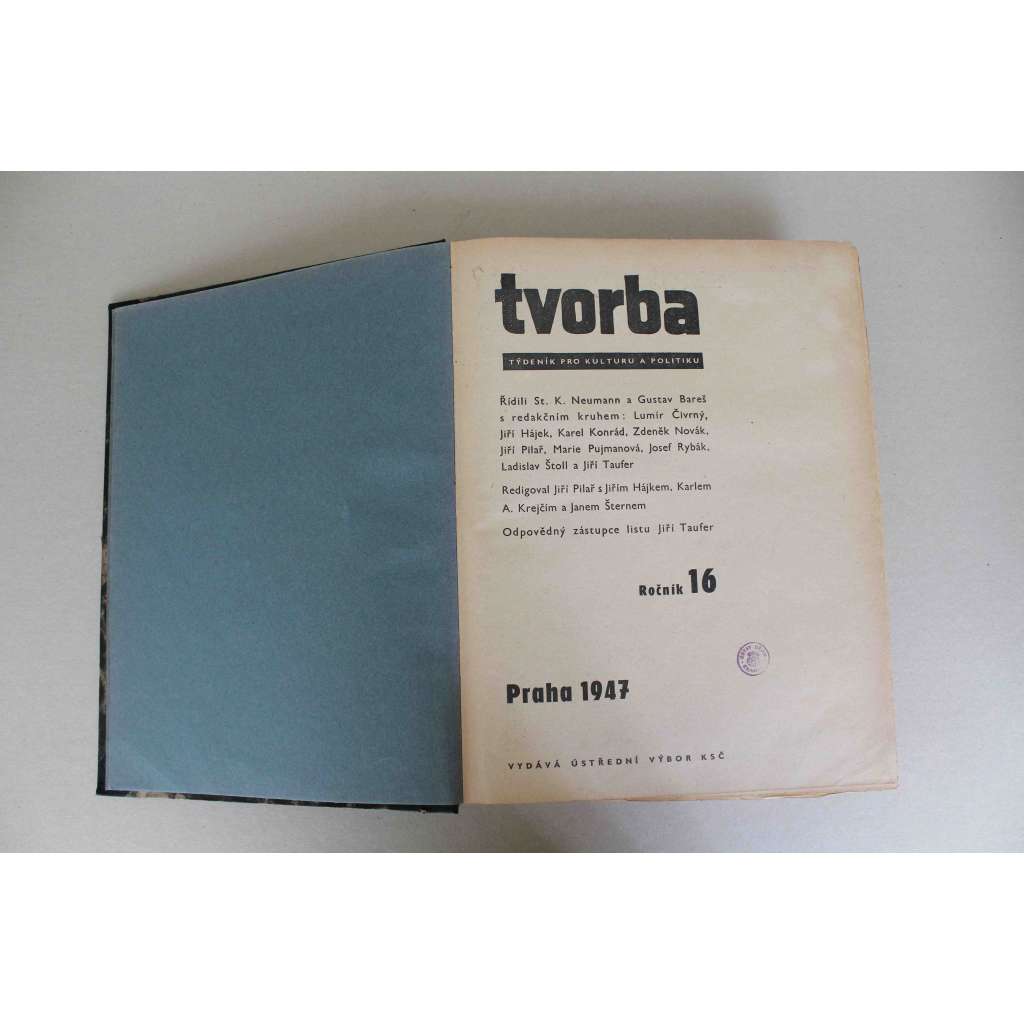 tvorba
TÝDENÍK PRO KULTURU A POLITIKU
Řídili St. K. Neumann a Gustav Bareš
s redakčním kruhem: Lumír Čivrný,
Jiří Hájek, Karel Konrád, Zdeněk Novák,
Jiří Pilař, Marie Pujmanová, Josef Rybák,
Ladislav Štoll a Jiří Taufer
Redigoval Jiří Pilař s Jiřím Hájkem, Karlem
A. Krejčím a Janem Šternem
Odpovědný zástupce listu Jiří Taufer
Ročník 16
Praha 1947
VYDÁVÁ ÚSTŘEDNÍ VÝBOR KSČ